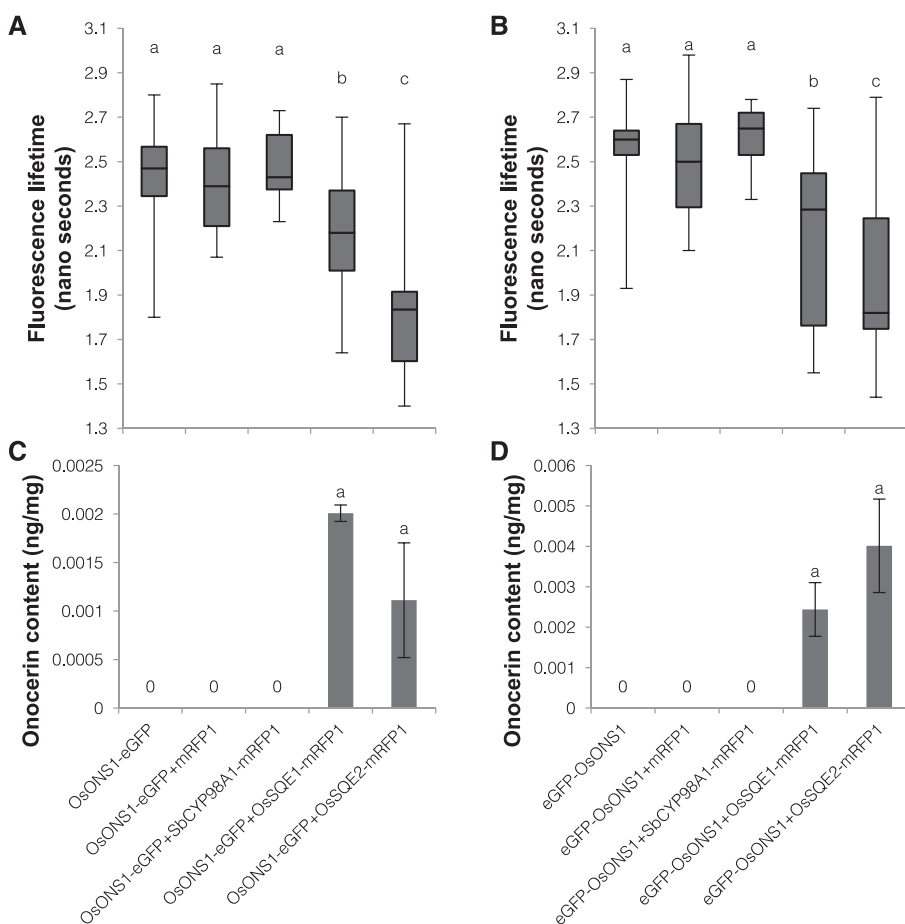 A
Fluorescence lifetime
(nano seconds)
3.1
2.9
2.7
2.5
2.3
2.1
1.9
1.7
1.5
1.3
a
a
a
b
c
B
Fluorescence lifetime
(nano seconds)
3.1
2.9
2.7
2.5
2.3
2.1
1.9
1.7
1.5
1.3
a
a
a
b
c
C
Onocerin content (ng/mg)
0.0025
0.002
0.0015
0.001
0.0005
0
0
0
0
a
a
OsONS1-eGFP
OsONS1-eGFP+mRFP1
OsONS1-eGFP+SbCYP98A1-mRFP1
OsONS1-eGFP+OsSQE1-mRFP1
OsONS1-eGFP+OsSQE2-mRFP1
D
Onocerin content (ng/mg)
0.006
0.005
0.004
0.003
0.002
0.001
0
0
0
0
a
a
eGFP-OsONS1
eGFP-OsONS1+mRFP1
eGFP-OsONS1+SbCYP98A1-mRFP1
eGFP-OsONS1+OsSQE1-mRFP1
eGFP-OsONS1+OsSQE2-mRFP1